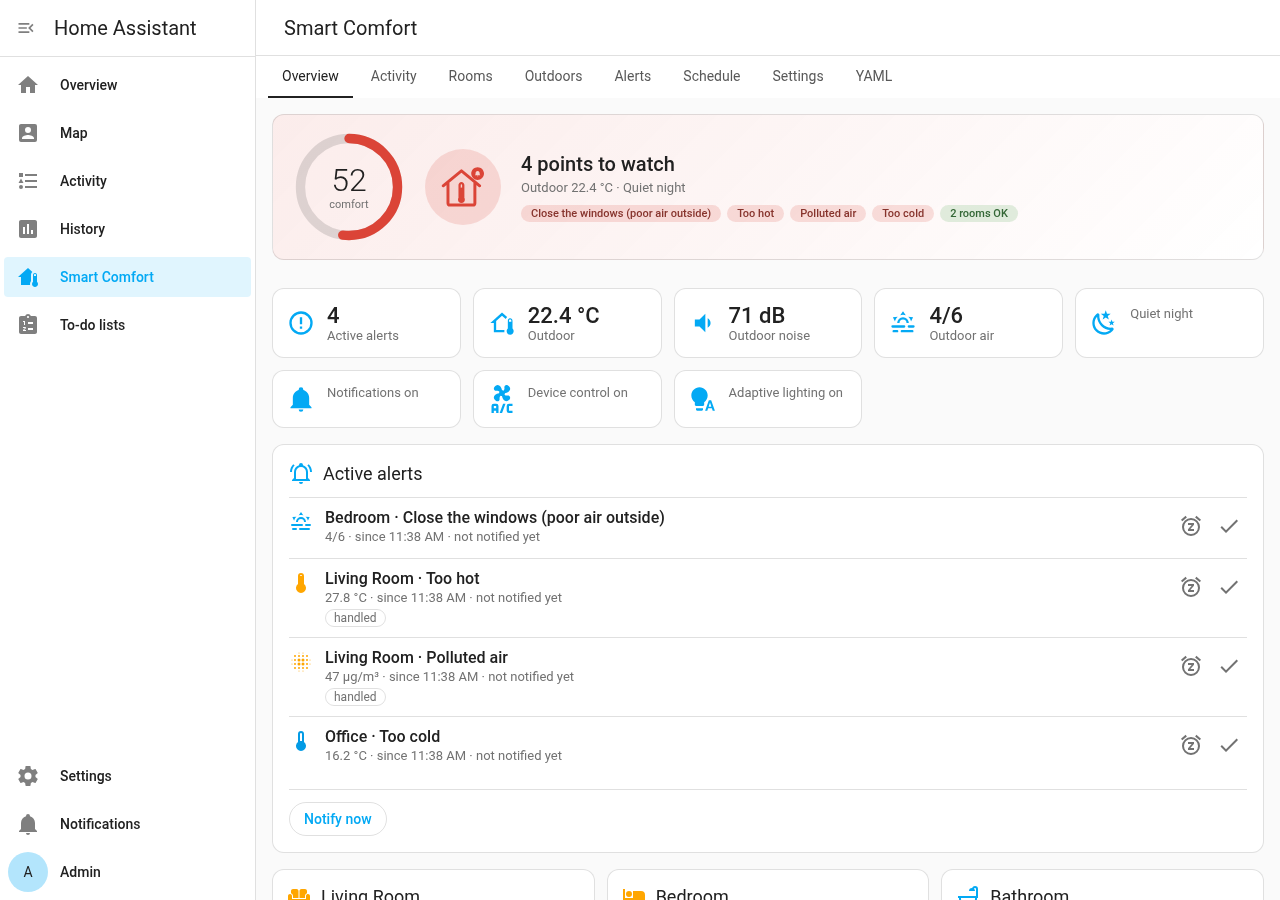 Home Assistant
Overview
Map
Activity
History
Smart Comfort
To-do lists
Settings
Notifications
A
Admin
Smart Comfort
Overview Activity Rooms Outdoors Alerts Schedule Settings YAML
52
comfort
4 points to watch
Outdoor 22.4 °C · Quiet night
Close the windows (poor air outside) Too hot Polluted air Too cold 2 rooms OK
4
Active alerts
22.4 °C
Outdoor
71 dB
Outdoor noise
4/6
Outdoor air
Quiet night
Notifications on
A/C
Device control on
A
Adaptive lighting on
Active alerts
Bedroom · Close the windows (poor air outside)
4/6 · since 11:38 AM · not notified yet
Living Room · Too hot
27.8 °C · since 11:38 AM · not notified yet
handled
Living Room · Polluted air
47 µg/m³ · since 11:38 AM · not notified yet
handled
Office · Too cold
16.2 °C · since 11:38 AM · not notified yet
Notify now
Living Room
Bedroom
Bathroom